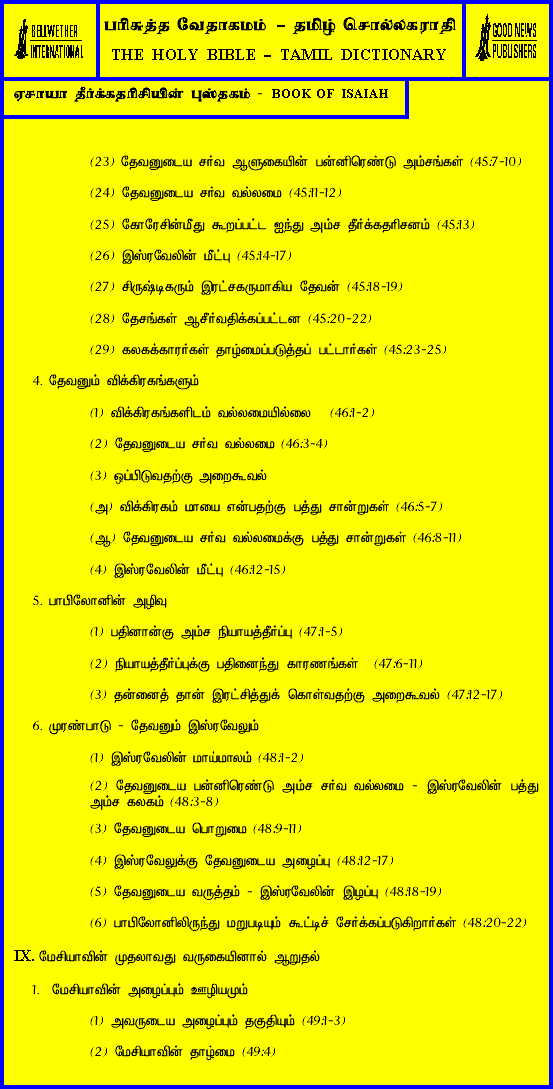 BELLWETHER
INTERNATIONAL
பரிசுத்த வேதாகமம் – தமிழ் சொல்லகராதி
THE HOLY BIBLE – TAMIL DICTIONARY
GOOD NEWS
PUBLISHERS
ஏசாயா தீர்க்கதரிசியின் புஸ்தகம் - BOOK OF ISAIAH
(23) தேவனுடைய சர்வ ஆளுகையின் பன்னிரெண்டு அம்சங்கள் (45:7-10)
(24) தேவனுடைய சர்வ வல்லமை (45:11-12)
(25) கோரேசின்மீது கூறப்பட்ட ஐந்து அம்ச தீர்க்கதரிசனம் (45:13)
(26) இஸ்ரவேலின் மீட்பு (45:14-17)
(27) சிருஷ்டிகரும் இரட்சகருமாகிய தேவன் (45:18-19)
(28) தேசங்கள் ஆசீர்வதிக்கப்பட்டன (45:20-22)
(29) கலகக்காரர்கள் தாழ்மைப்படுத்தப் பட்டார்கள் (45:23-25)
4. தேவனும் விக்கிரகங்களும்
(1) விக்கிரகங்களிடம் வல்லமையில்லை (46:1-2)
(2) தேவனுடைய சர்வ வல்லமை (46:3-4)
(3) ஒப்பிடுவதற்கு அறைகூவல்
(அ) விக்கிரகம் மாயை என்பதற்கு பத்து சான்றுகள் (46:5-7)
(ஆ) தேவனுடைய சர்வ வல்லமைக்கு பத்து சான்றுகள் (46:8-11)
(4) இஸ்ரவேலின் மீட்பு (46:12-15)
5. பாபிலோனின் அழிவு
(1) பதினான்கு அம்ச நியாயத்தீர்ப்பு (47:1-5)
(2) நியாயத்தீர்ப்புக்கு பதினைந்து காரணங்கள் (47:6-11)
(3) தன்னைத் தான் இரட்சித்துக் கொள்வதற்கு அறைகூவல் (47:12-17)
6. முரண்பாடு - தேவனும் இஸ்ரவேலும்
(1) இஸ்ரவேலின் மாய்மாலம் (48:1-2)
(2) தேவனுடைய பன்னிரெண்டு அம்ச சர்வ வல்லமை - இஸ்ரவேலின் பத்து
அம்ச கலகம் (48:3-8)
(3) தேவனுடைய பொறுமை (48:9-11)
(4) இஸ்ரவேலுக்கு தேவனுடைய அழைப்பு (48:12-17)
(5) தேவனுடைய வருத்தம் - இஸ்ரவேலின் இழப்பு (48:18-19)
(6) பாபிலோனிலிருந்து மறுபடியும் கூட்டிச் சேர்க்கப்படுகிறார்கள் (48:20-22)
IX. மேசியாவின் முதலாவது வருகையினால் ஆறுதல்
1. மேசியாவின் அழைப்பும் ஊழியமும்
(1) அவருடைய அழைப்பும் தகுதியும் (49:1-3)
(2) மேசியாவின் தாழ்மை (49:4)